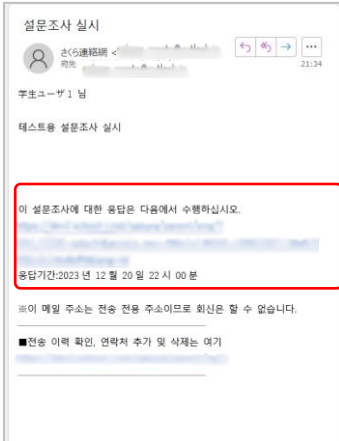 설문조사 실시
さくら連絡網 <
宛先
21:34
学生ユーザ1 님
테스트용 설문조사 실시
이 설문조사에 대한 응답은 다음에서 수행하십시오.
응답기간:2023 년 12 월 20 일 22 시 00 분
※이 메일 주소는 전송 전용 주소이므로 회신은 할 수 없습니다.
■전송 이력 확인, 연락처 추가 및 삭제는 여기